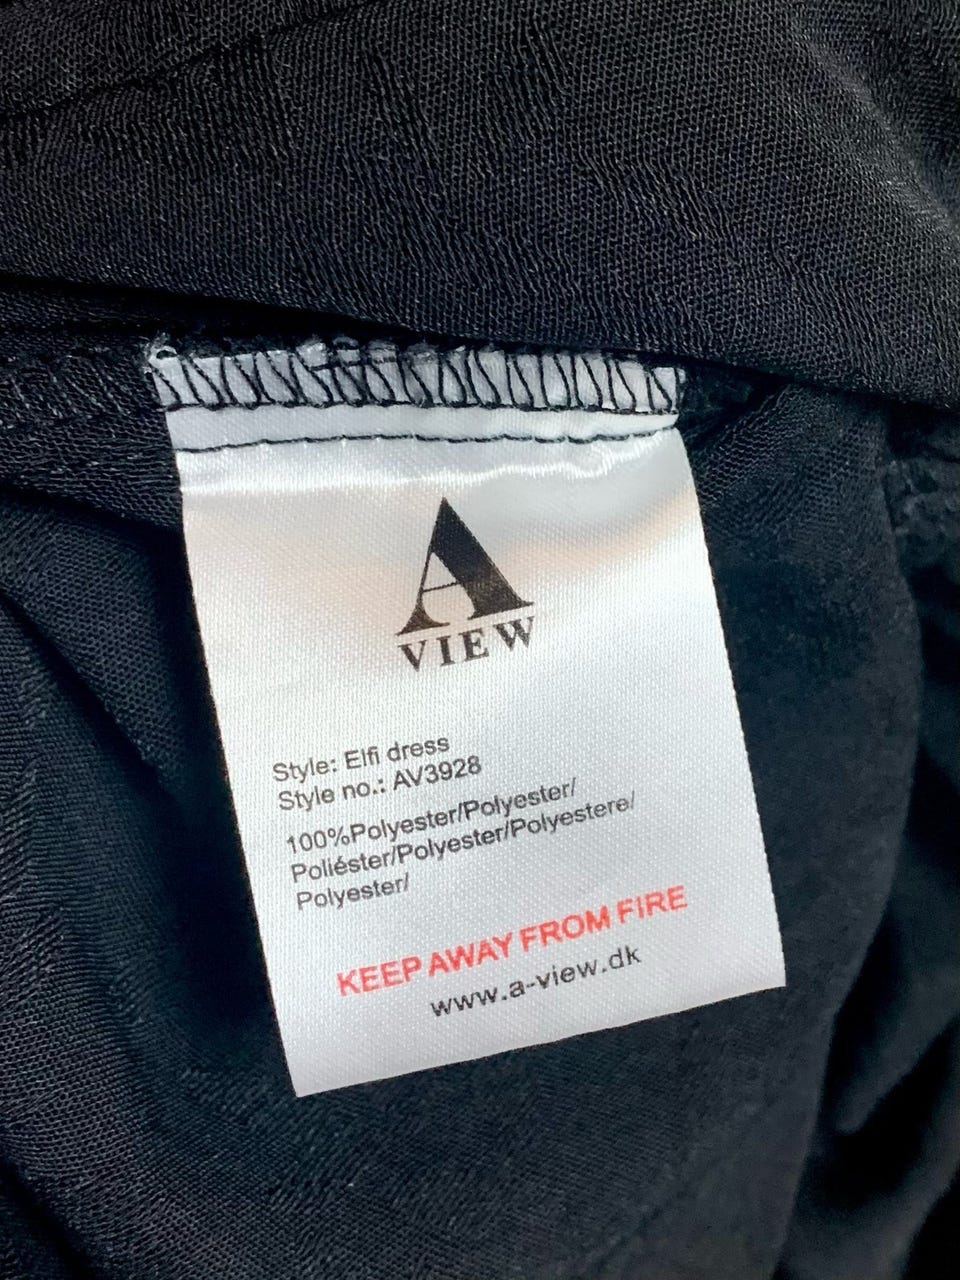 A
VIEW
Style: Elfi dress
Style no.: AV3928
100%Polyester/Polyester/
Poliéster/Polyester/Polyestere/
Polyester/
KEEP AWAY FROM FIRE
www.a-view.dk